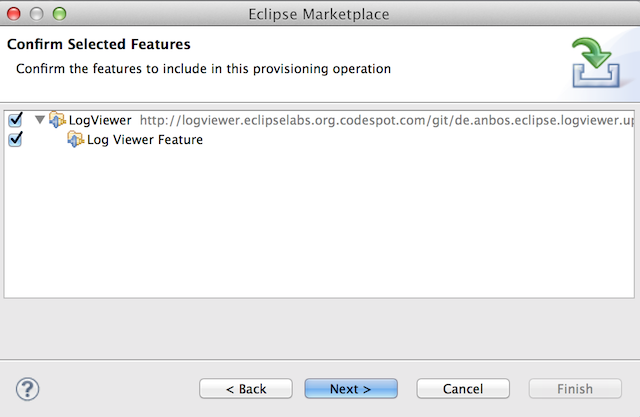 Eclipse Marketplace
Confirm Selected Features
Confirm the features to include in this provisioning operation
LogViewer http://logviewer.eclipselabs.org.codespot.com/git/de.anbos.eclipse.logviewer.up
Log Viewer Feature
?
< Back
Next >
Cancel
Finish